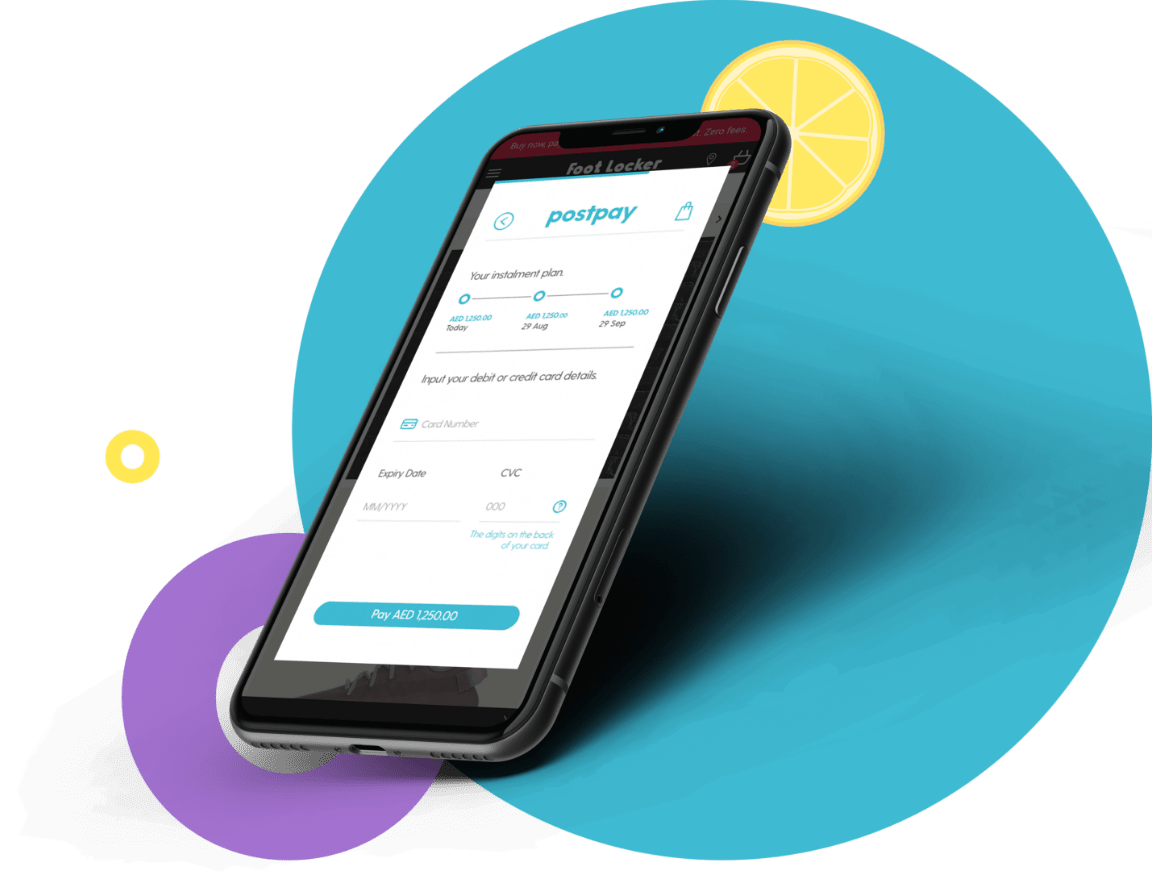 Buy now, pa t. Zero fees.
Foot Locker
postpay
Your instalment plan.
AED 1,250.00 AED 1,250.00 AED 1,250.00
Today 29 Aug 29 Sep
Input your debit or credit card details.
Card Number
Expiry Date CVC
MM/YYYY 000
The digits on the back
of your card
Pay AED 1,250.00